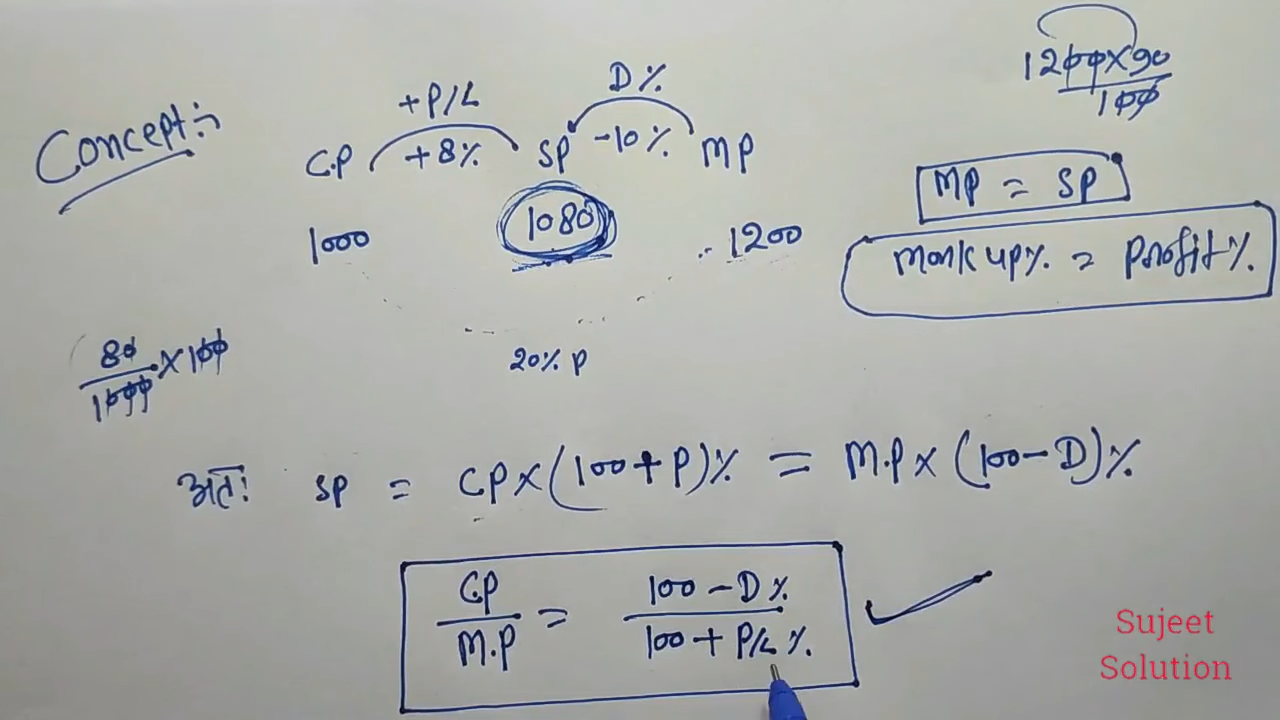 Concept:-
+P/L
D%
C.P +8% SP -10% MP
1000 1080 1200
1200×90
100
MP = SP
markup% = Profit%
80
1000 ×100
20% P
अतः SP = CP×(100+P)% = M.P×(100-D)%
CP
M.P = 100-D%
100+P/L%
Sujeet
Solution